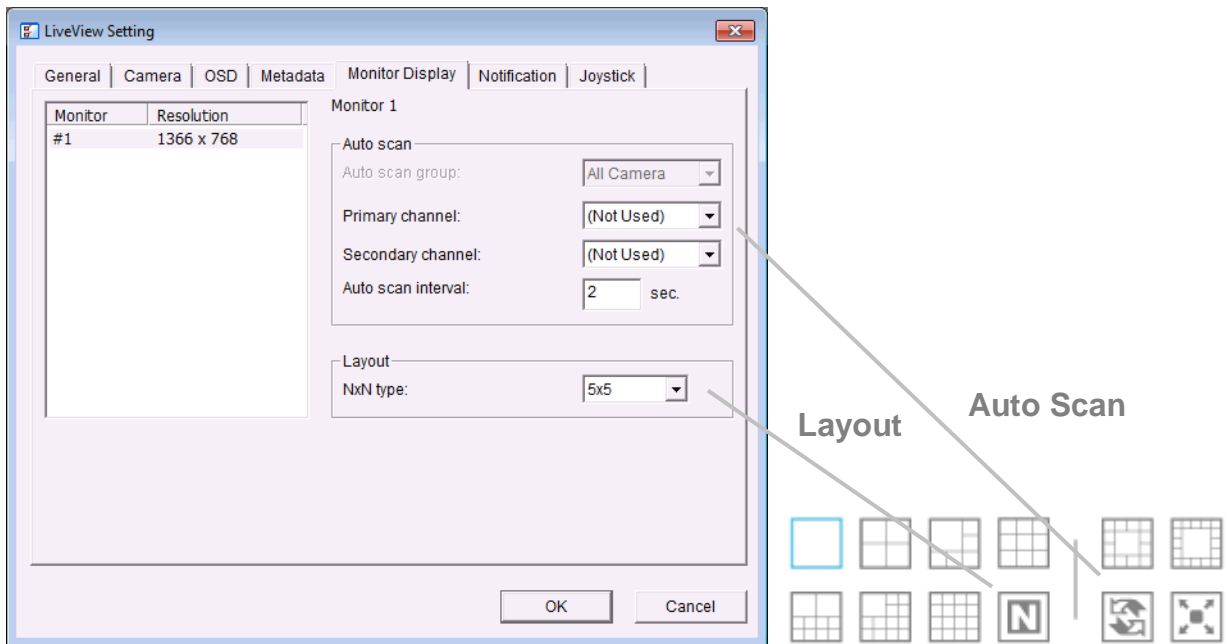 LiveView Setting
General Camera OSD Metadata Monitor Display Notification Joystick
Monitor Resolution
#1 1366 x 768
Monitor 1
Auto scan
Auto scan group: All Camera
Primary channel: (Not Used)
Secondary channel: (Not Used)
Auto scan interval: 2 sec.
Layout
NxN type: 5x5
OK Cancel
Layout
Auto Scan
N